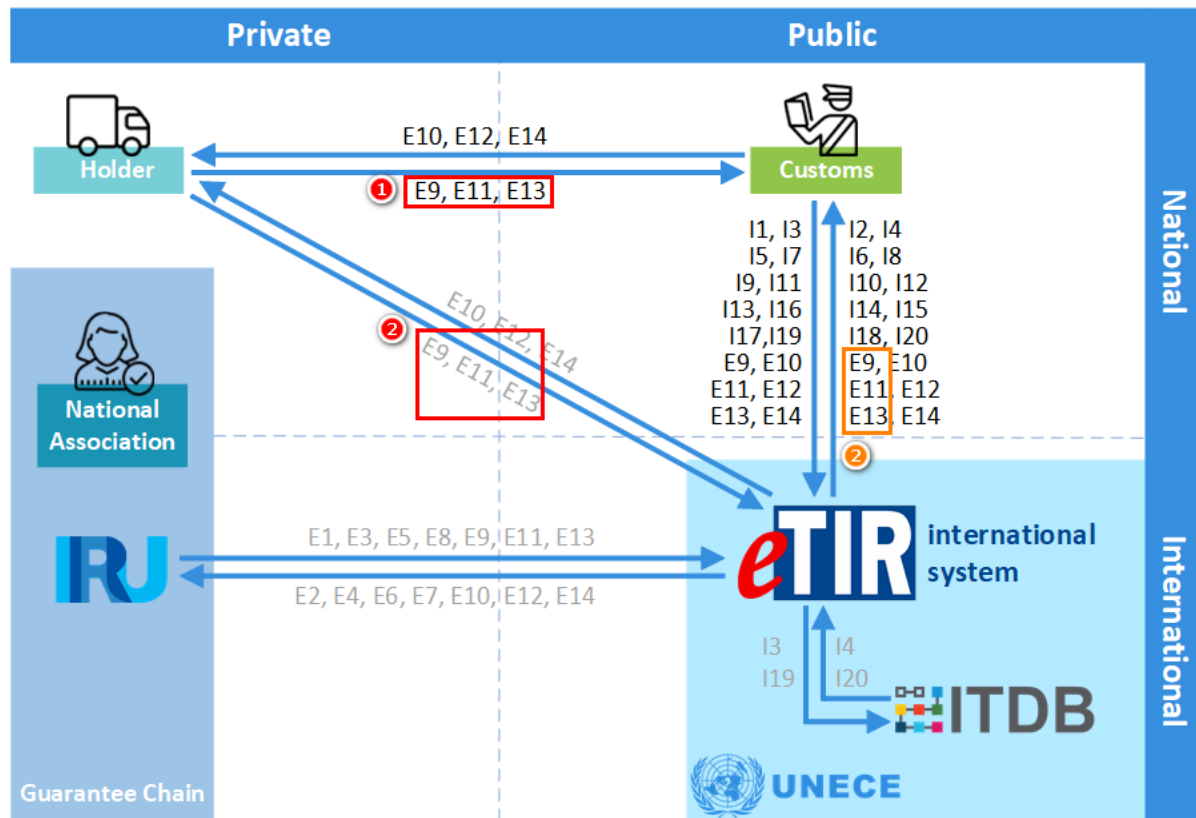 Private
Public
National
International
Holder
Customs
E10, E12, E14
1
E9, E11, E13
I1, I3
I5, I7
I9, I11
I13, I16
I17,I19
E9, E10
E11, E12
E13, E14
I2, I4
I6, I8
I10, I12
I14, I15
I18, I20
E9, E10
E11, E12
E13, E14
2
E10, E12, E14
2
E9, E11, E13
National
Association
IRU
E1, E3, E5, E8, E9, E11, E13
E2, E4, E6, E7, E10, E12, E14
eTIR
international
system
I3
I19
I4
I20
ITDB
UNECE
Guarantee Chain